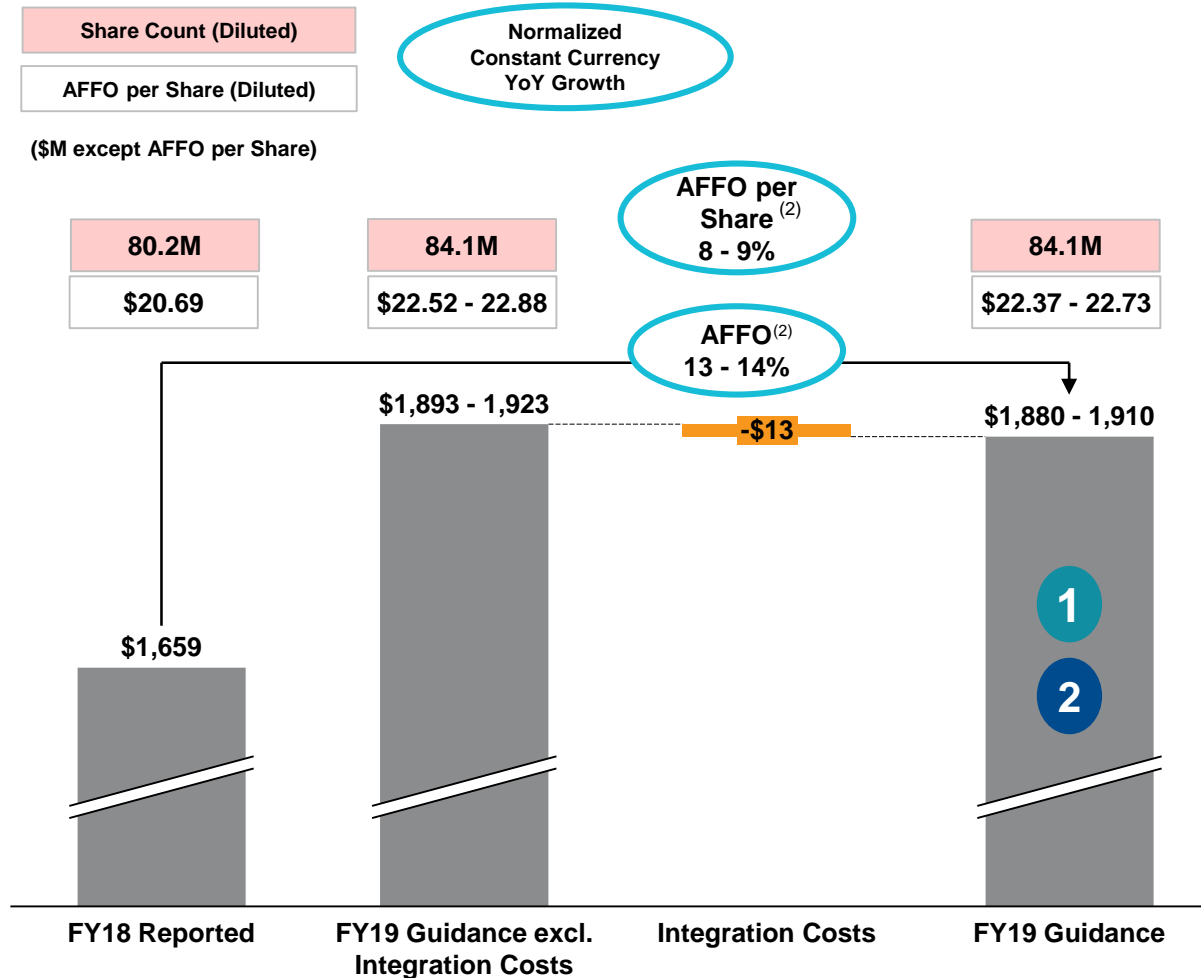 Share Count (Diluted)
AFFO per Share (Diluted)
($M except AFFO per Share)
Normalized
Constant Currency
YoY Growth
AFFO per
Share (2)
8 - 9%
80.2M
84.1M
84.1M
$20.69
$22.52 - 22.88
$22.37 - 22.73
AFFO(2)
13 - 14%
$1,893 - 1,923
-$13
$1,880 - 1,910
$1,659
1
2
FY18 Reported
FY19 Guidance excl.
Integration Costs
Integration Costs
FY19 Guidance